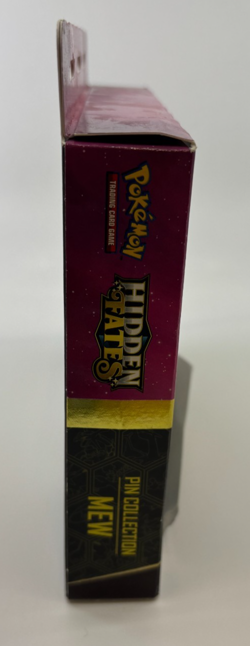 POKÉMON
TRADING CARD GAME
HIDDEN
FATES
PIN COLLECTION
MEW